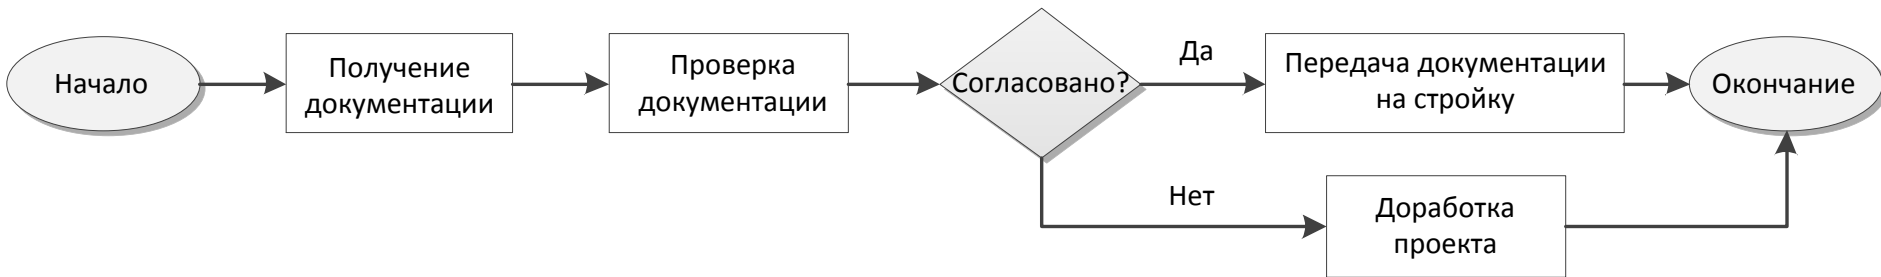 Начало
Получение
документации
Проверка
документации
Согласовано?
Да
Передача документации
на стройку
Окончание
Нет
Доработка
проекта